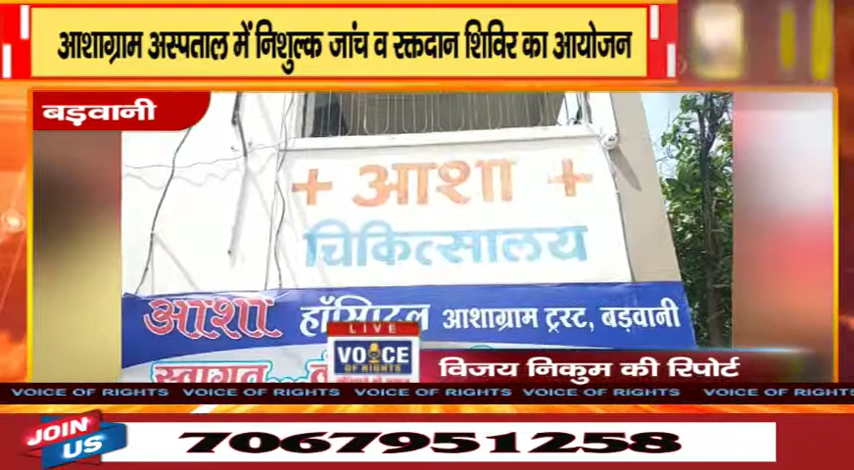 आशाग्राम अस्पताल में निशुल्क जांच व रक्तदान शिविर का आयोजन
बड़वानी
+ आशा +
चिकित्सालय
आशा हॉस्पिटल आशाग्राम ट्रस्ट, बड़वानी
स्वागत
LIVE
VOICE
OF RIGHTS
विजय निकुम की रिपोर्ट
VOICE OF RIGHTS VOICE OF RIGHTS VOICE OF RIGHTS VOICE OF RIGHTS VOICE OF RIGHTS
JOIN US
7067951258